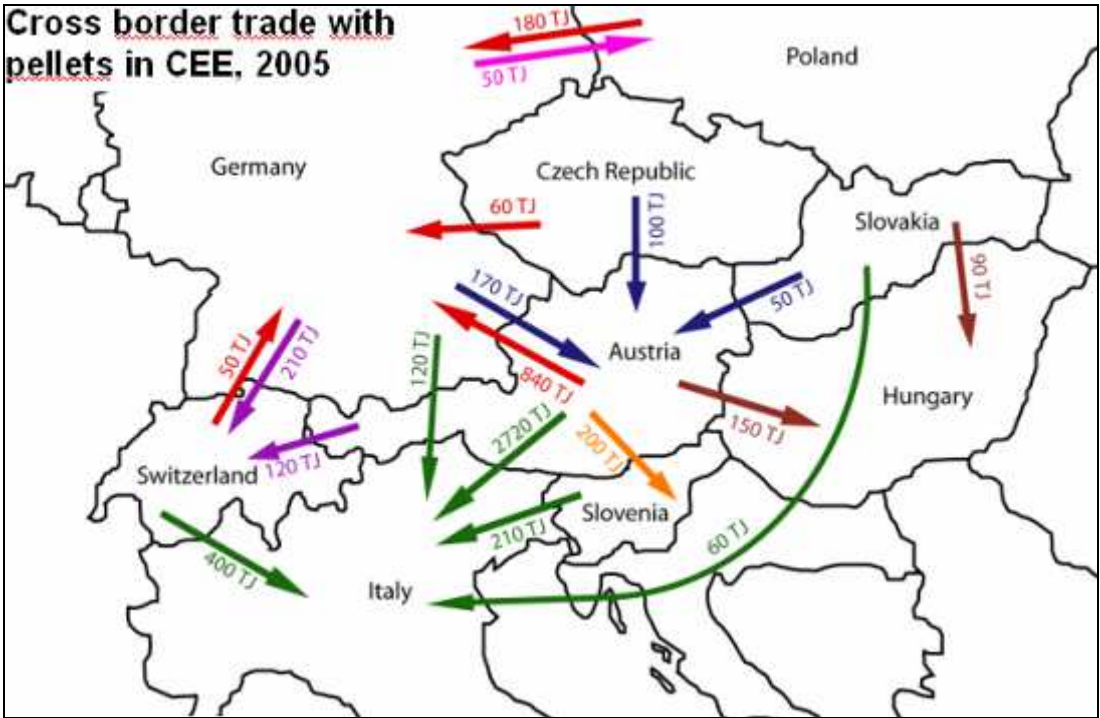 Cross border trade with
pellets in CEE, 2005
180 TJ
50 TJ
Poland
Germany
Czech Republic
60 TJ
100 TJ
Slovakia
90 TJ
170 TJ
50 TJ
50 TJ
210 TJ
120 TJ
840 TJ
Austria
Hungary
150 TJ
2720 TJ
200 TJ
Switzerland
120 TJ
Slovenia
210 TJ
60 TJ
400 TJ
Italy